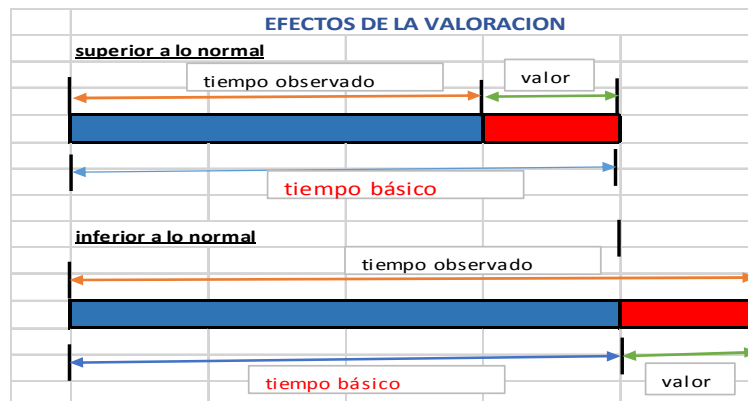 EFECTOS DE LA VALORACION
superior a lo normal
tiempo observado
valor
tiempo básico
inferior a lo normal
tiempo observado
tiempo básico
valor